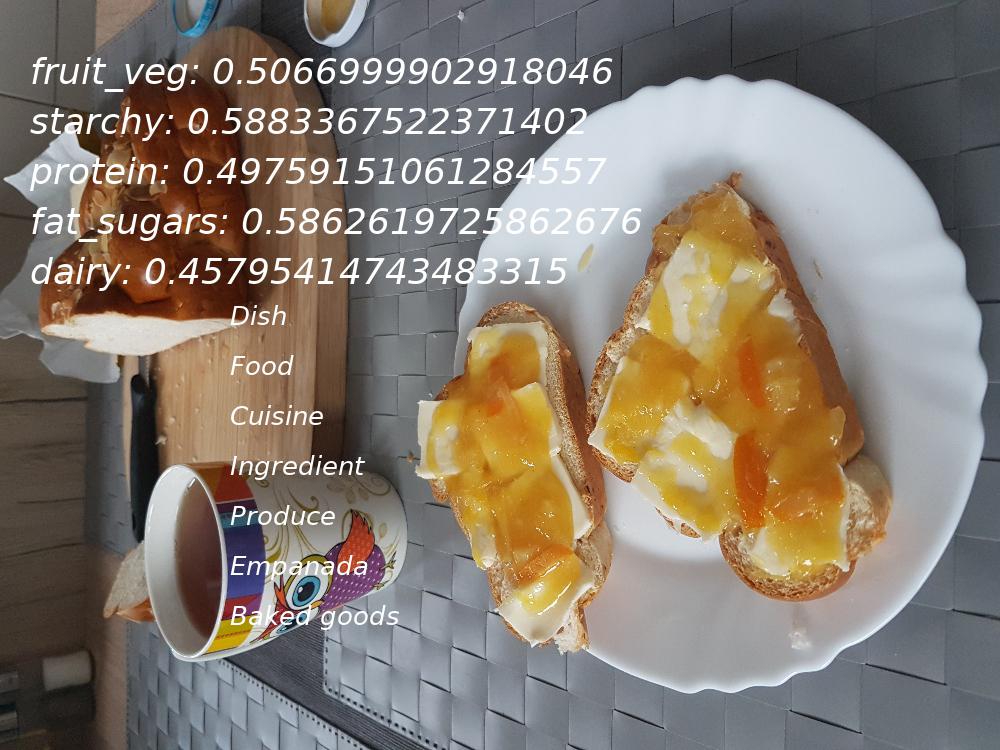 fruit_veg: 0.5066999902918046
starchy: 0.5883367522371402
protein: 0.49759151061284557
fat_sugars: 0.5862619725862676
dairy: 0.45795414743483315
Dish
Food
Cuisine
Ingredient
Produce
Empanada
Baked goods